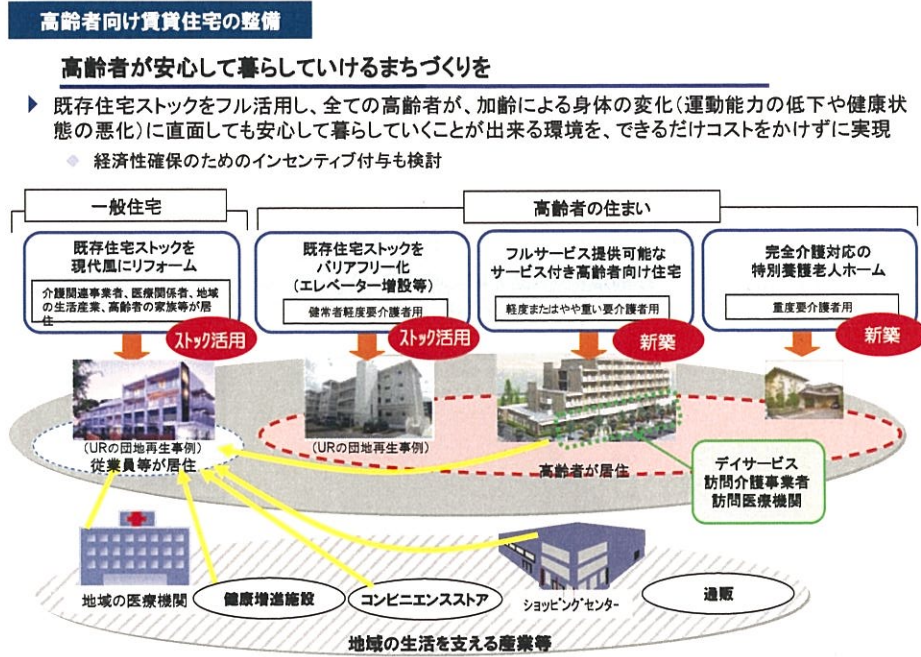 高齢者向け賃貸住宅の整備
高齢者が安心して暮らしていけるまちづくりを
既存住宅ストックをフル活用し、全ての高齢者が、加齢による身体の変化(運動能力の低下や健康状
態の悪化)に直面しても安心して暮らしていくことが出来る環境を、できるだけコストをかけずに実現
経済性確保のためのインセンティブ付与も検討
一般住宅
高齢者の住まい
既存住宅ストックを
現代風にリフォーム
介護関連事業者、医療関係者、地域
の生活産業、高齢者の家族等が居
住
ストック活用
既存住宅ストックを
バリアフリー化
(エレベーター増設等)
健常者軽度要介護者用
ストック活用
フルサービス提供可能な
サービス付き高齢者向け住宅
軽度またはやや重い要介護者用
新築
完全介護対応の
特別養護老人ホーム
重度要介護者用
新築
(URの団地再生事例)
従業員等が居住
(URの団地再生事例)
高齢者が居住
デイサービス
訪問介護事業者
訪問医療機関
地域の医療機関
健康増進施設
コンビニエンスストア
ショッピングセンター
通販
地域の生活を支える産業等